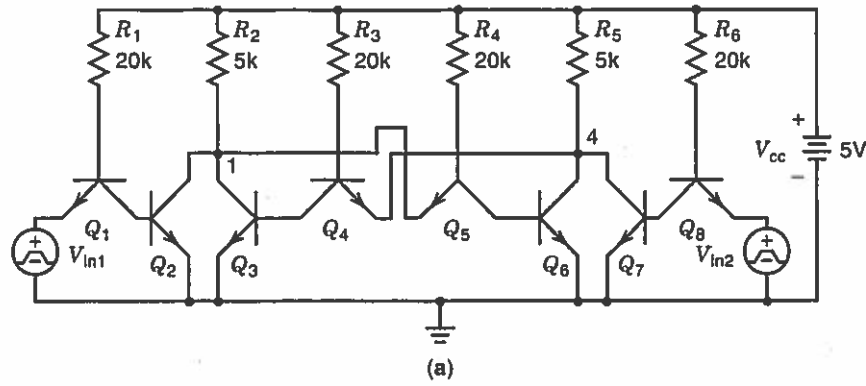 R1 R2 R3 R4 R5 R6
20k 5k 20k 20k 5k 20k
1 4
+
Vcc 5V
−
Q1 Q4 Q5 Q8
+ Vin1 Q2 Q3 Q6 Q7 Vin2 +
(a)